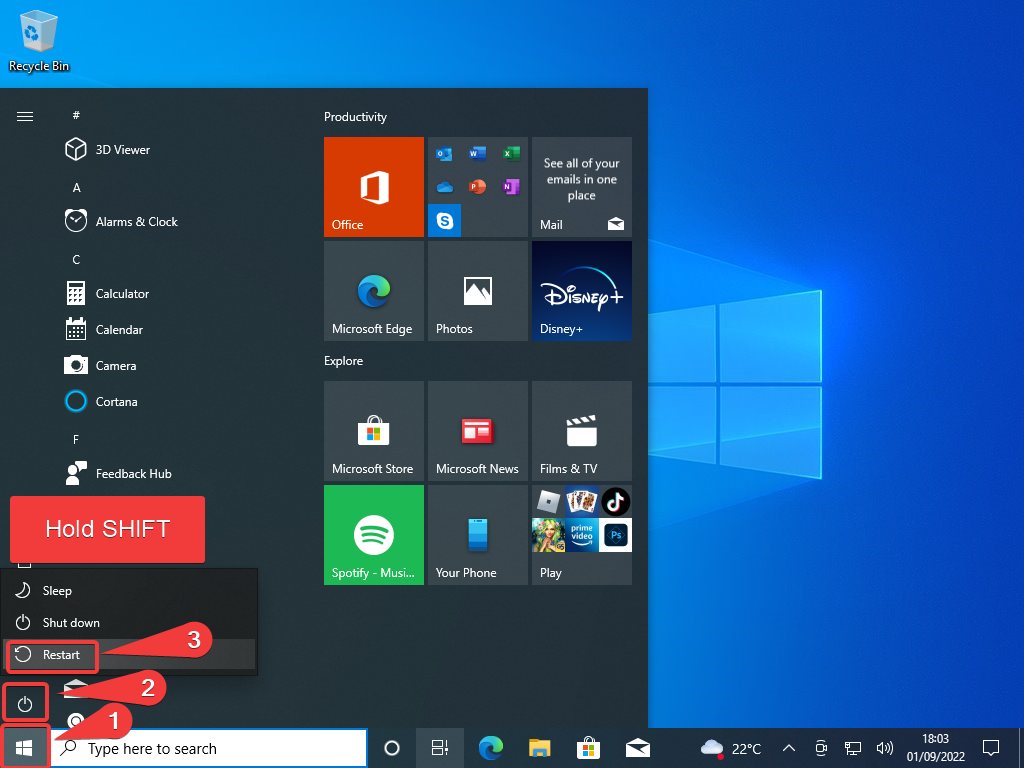 Recycle Bin
#
3D Viewer
A
Alarms & Clock
C
Calculator
Calendar
Camera
Cortana
F
Feedback Hub
Hold SHIFT
Sleep
Shut down
Restart
3
2
1
Productivity
Office
See all of your
emails in one
place
Mail
Microsoft Edge
Photos
Disney+
Disney+
Explore
Microsoft Store
Microsoft News
Films & TV
Spotify - Musi...
Your Phone
prime
video
Ps
Play
Type here to search
22°C
18:03
01/09/2022